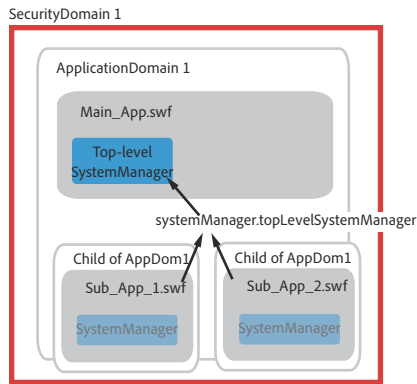 SecurityDomain 1
ApplicationDomain 1
Main_App.swf
Top-level
SystemManager
systemManager.topLevelSystemManager
Child of AppDom1
Child of AppDom1
Sub_App_1.swf
Sub_App_2.swf
SystemManager
SystemManager